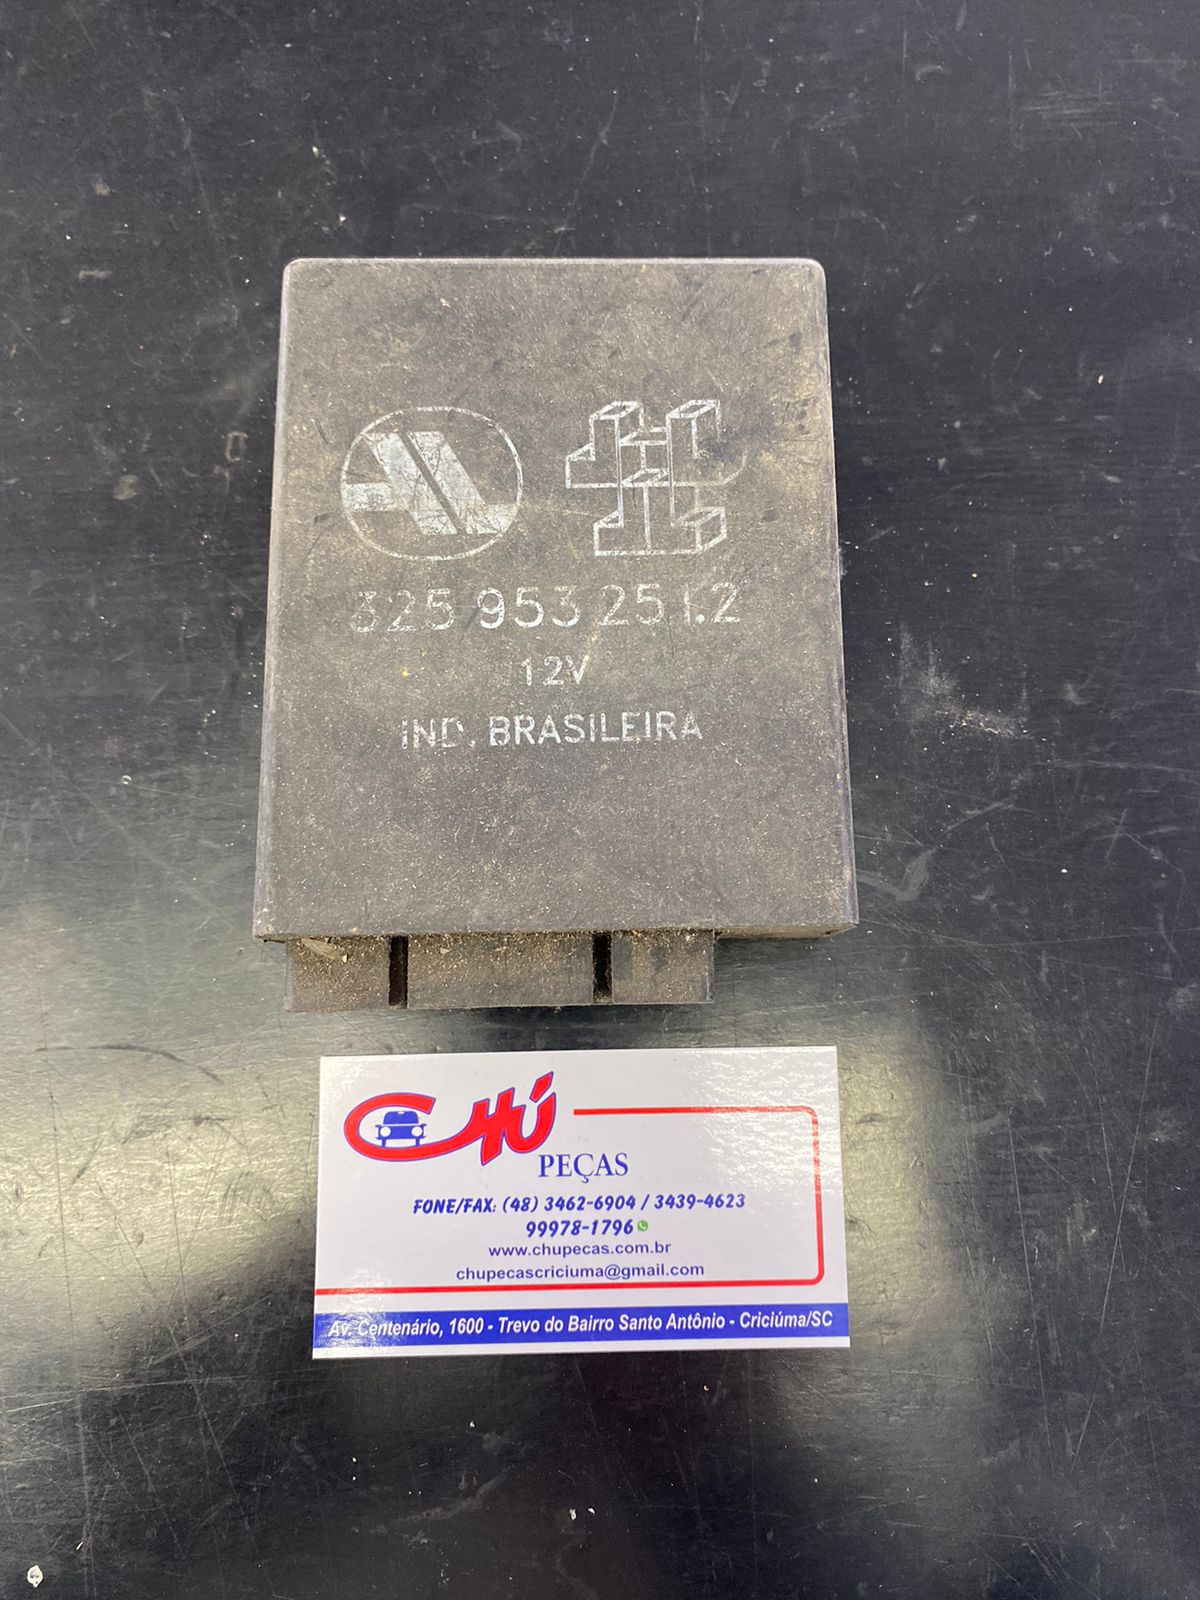 325 953 251.2
12V
IND. BRASILEIRA
CHÚ
PEÇAS
FONE/FAX: (48) 3462-6904 / 3439-4623
99978-1796
www.chupecas.com.br
chupecascriciuma@gmail.com
Av. Centenário, 1600 - Trevo do Bairro Santo Antônio - Criciúma/SC